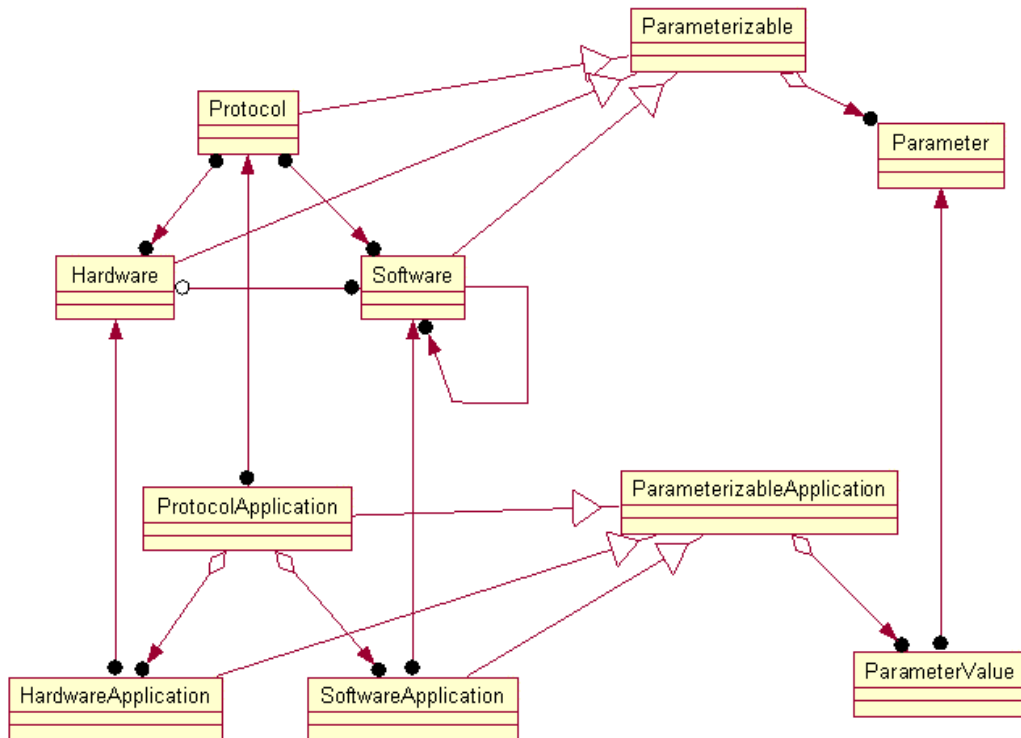 Parameterizable
Protocol
Parameter
Hardware
Software
ProtocolApplication
ParameterizableApplication
HardwareApplication
SoftwareApplication
ParameterValue